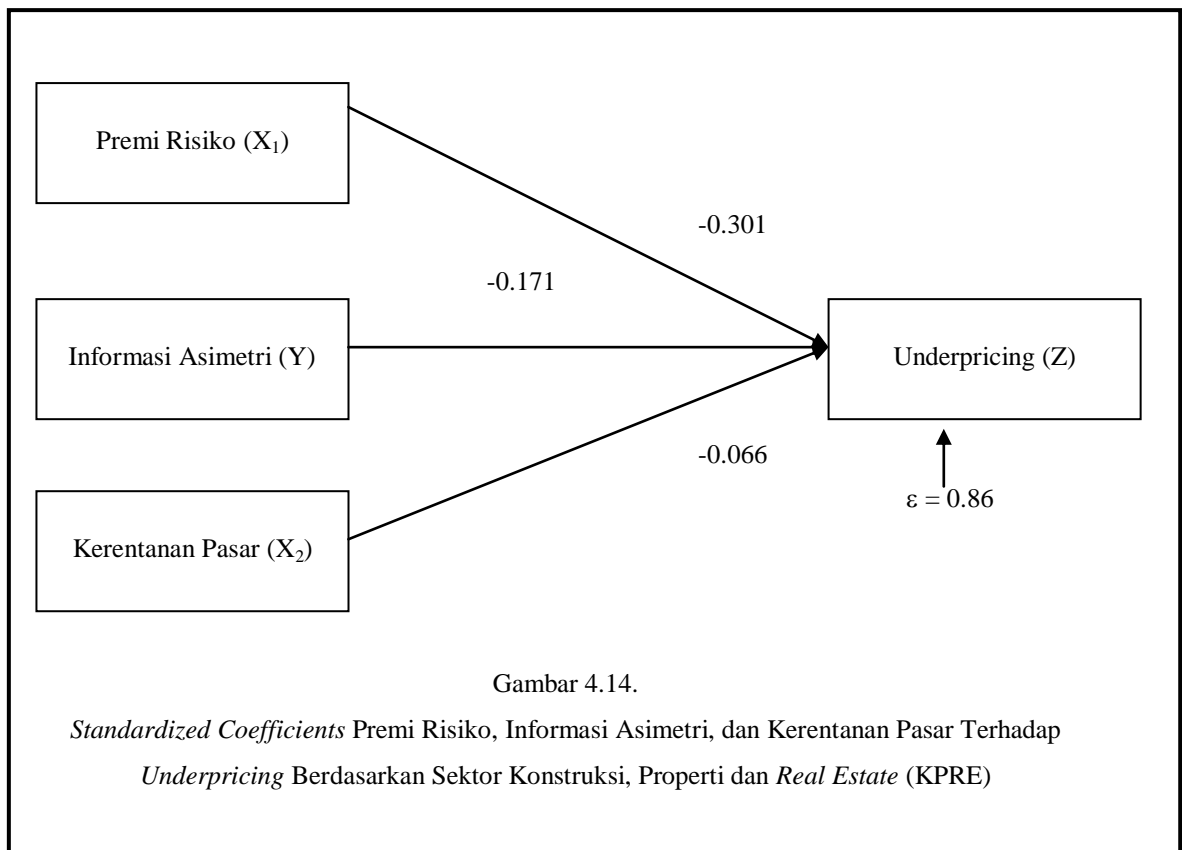 Premi Risiko (X₁)
-0.301
-0.171
Informasi Asimetri (Y)
Underpricing (Z)
-0.066
ε = 0.86
Kerentanan Pasar (X₂)
Gambar 4.14.
Standardized Coefficients Premi Risiko, Informasi Asimetri, dan Kerentanan Pasar Terhadap
Underpricing Berdasarkan Sektor Konstruksi, Properti dan Real Estate (KPRE)